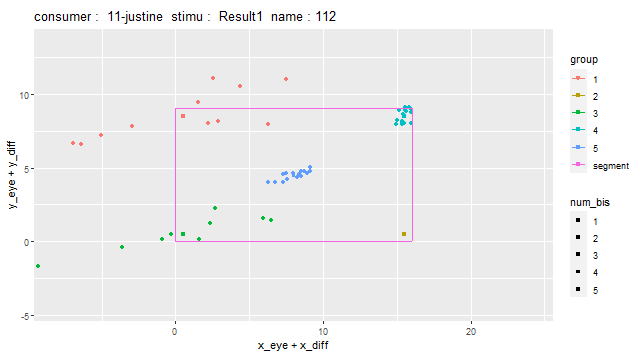 consumer :  11-justine  stimu :  Result1  name : 112
10
5
0
-5
0
10
20
x_eye + x_diff
y_eye + y_diff
group
1
2
3
4
5
segment
num_bis
1
2
3
4
5